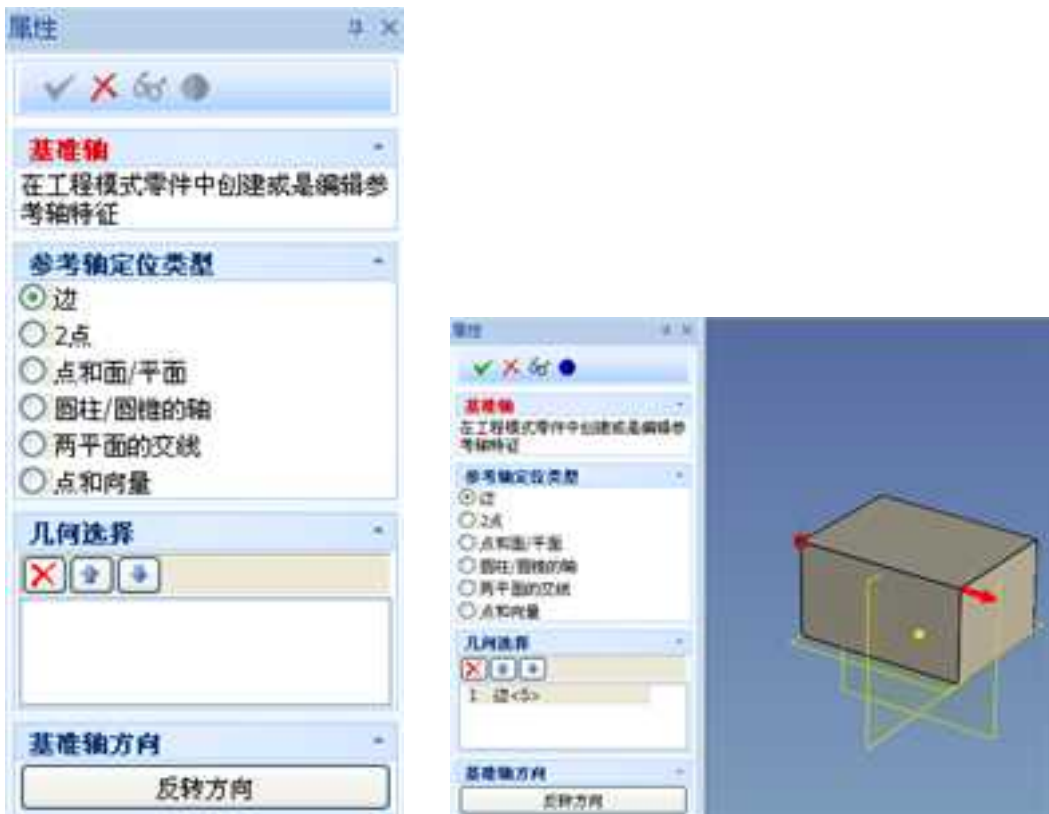 属性
基准轴
在工程模式零件中创建或是编辑参
考轴特征
参考轴定位类型
边
2点
点和面/平面
圆柱/圆锥的轴
两平面的交线
点和向量
几何选择
基准轴方向
反转方向
属性
基准轴
在工程模式零件中创建或是编辑参
考轴特征
参考轴定位类型
边
2点
点和面/平面
圆柱/圆锥的轴
两平面的交线
点和向量
几何选择
1 边<5>
基准轴方向
反转方向